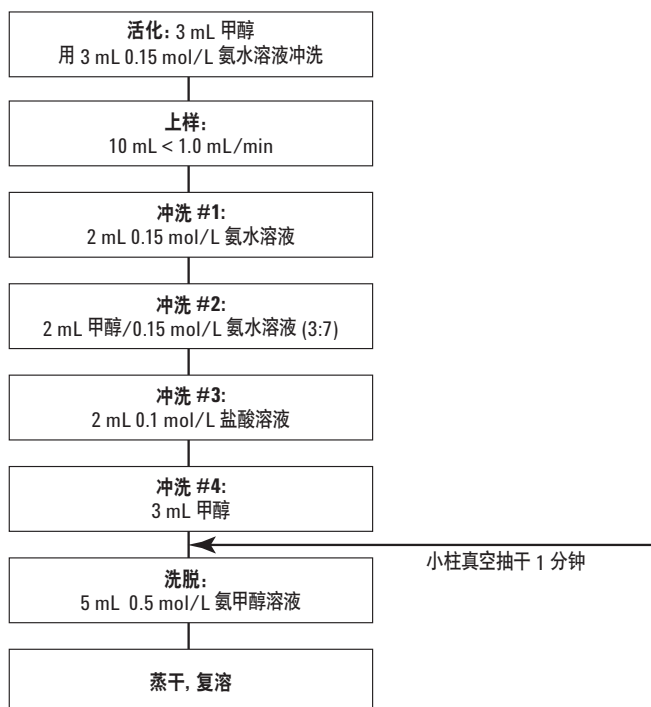 活化: 3 mL 甲醇
用 3 mL 0.15 mol/L 氨水溶液冲洗
上样:
10 mL < 1.0 mL/min
冲洗 #1:
2 mL 0.15 mol/L 氨水溶液
冲洗 #2:
2 mL 甲醇/0.15 mol/L 氨水溶液 (3:7)
冲洗 #3:
2 mL 0.1 mol/L 盐酸溶液
冲洗 #4:
3 mL 甲醇
小柱真空抽干 1 分钟
洗脱:
5 mL 0.5 mol/L 氨甲醇溶液
蒸干, 复溶